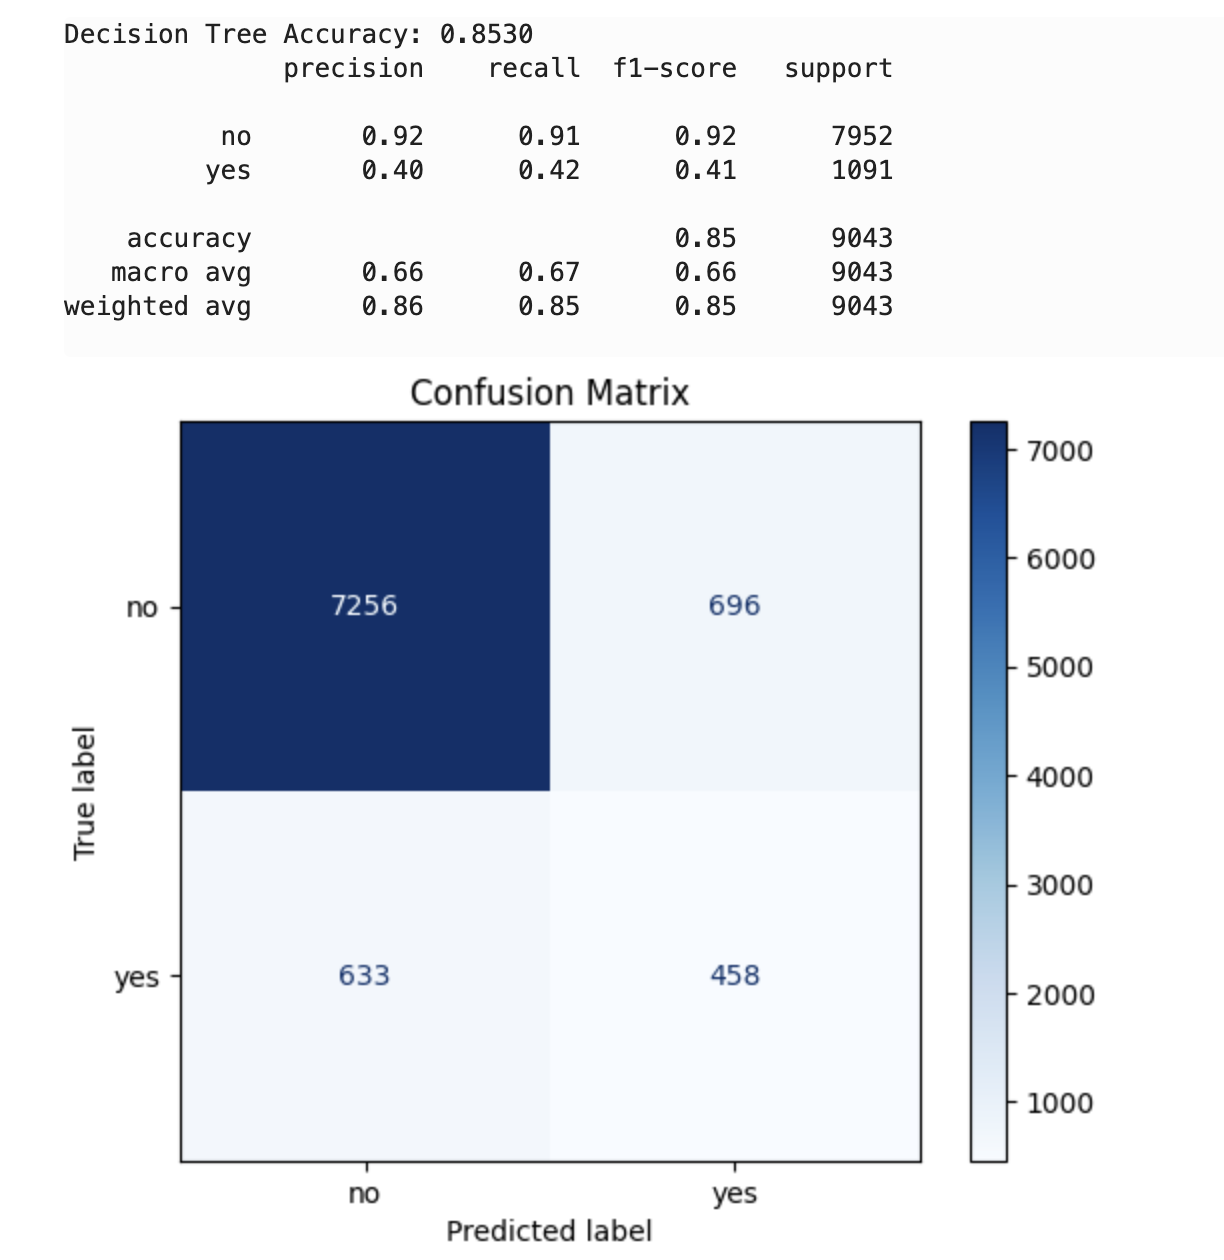 Decision Tree Accuracy: 0.8530
precision recall f1-score support
no 0.92 0.91 0.92 7952
yes 0.40 0.42 0.41 1091
accuracy 0.85 9043
macro avg 0.66 0.67 0.66 9043
weighted avg 0.86 0.85 0.85 9043
Confusion Matrix
7000
6000
5000
4000
3000
2000
1000
True label
no 7256 696
yes 633 458
no yes
Predicted label